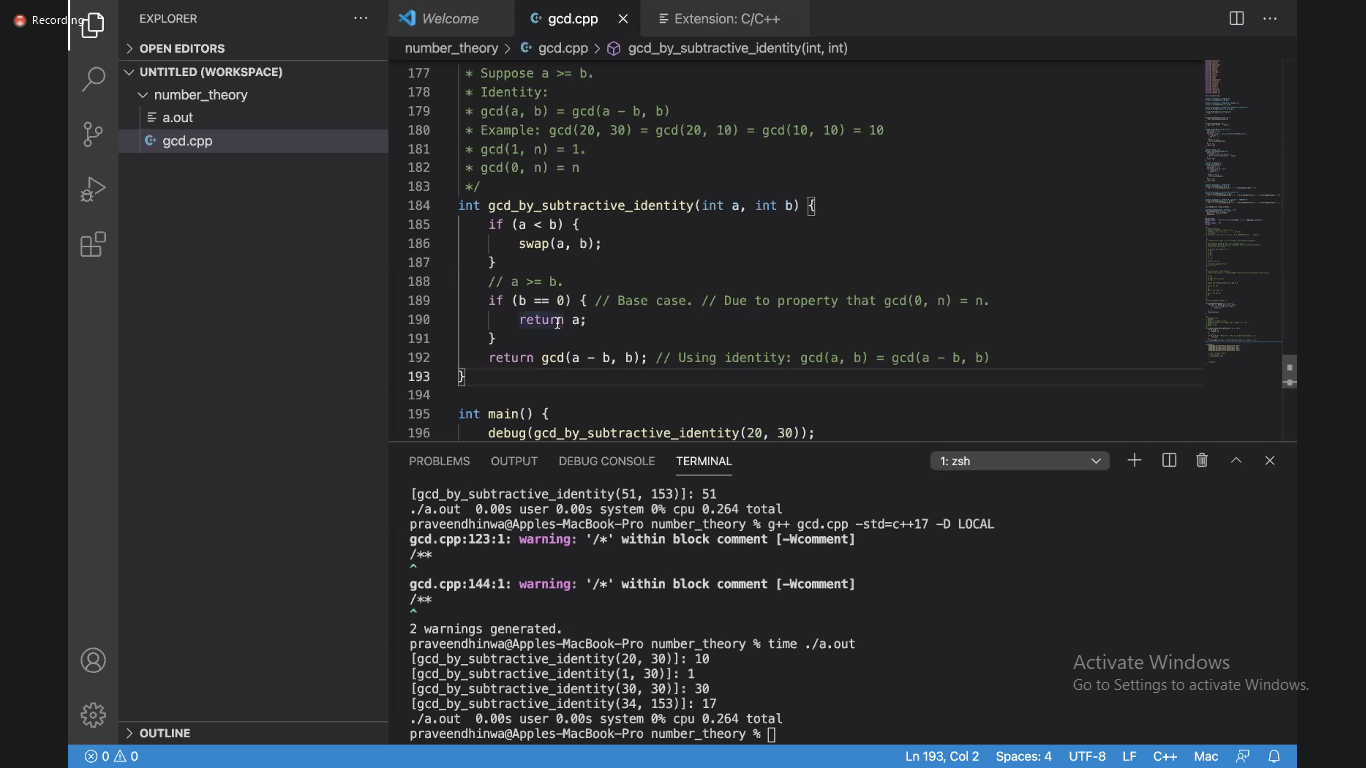 Recording
EXPLORER
...
Welcome
gcd.cpp
Extension: C/C++
...
OPEN EDITORS
number_theory > gcd.cpp > gcd_by_subtractive_identity(int, int)
UNTITLED (WORKSPACE)
number_theory
a.out
gcd.cpp
177 * Suppose a >= b.
178 * Identity:
179 * gcd(a, b) = gcd(a - b, b)
180 * Example: gcd(20, 30) = gcd(20, 10) = gcd(10, 10) = 10
181 * gcd(1, n) = 1.
182 * gcd(0, n) = n
183 */
184 int gcd_by_subtractive_identity(int a, int b) {
185 if (a < b) {
186 swap(a, b);
187 }
188 // a >= b.
189 if (b == 0) { // Base case. // Due to property that gcd(0, n) = n.
190 return a;
191 }
192 return gcd(a - b, b); // Using identity: gcd(a, b) = gcd(a - b, b)
193 }
194
195 int main() {
196 debug(gcd_by_subtractive_identity(20, 30));
PROBLEMS OUTPUT DEBUG CONSOLE TERMINAL 1: zsh
[gcd_by_subtractive_identity(51, 153)]: 51
./a.out 0.00s user 0.00s system 0% cpu 0.264 total
praveendhinwa@Apples-MacBook-Pro number_theory % g++ gcd.cpp -std=c++17 -D LOCAL
gcd.cpp:123:1: warning: '/*' within block comment [-Wcomment]
/**
^
gcd.cpp:144:1: warning: '/*' within block comment [-Wcomment]
/**
^
2 warnings generated.
praveendhinwa@Apples-MacBook-Pro number_theory % time ./a.out
[gcd_by_subtractive_identity(20, 30)]: 10
[gcd_by_subtractive_identity(1, 30)]: 1
[gcd_by_subtractive_identity(30, 30)]: 30
[gcd_by_subtractive_identity(34, 153)]: 17
./a.out 0.00s user 0.00s system 0% cpu 0.264 total
praveendhinwa@Apples-MacBook-Pro number_theory %
Activate Windows
Go to Settings to activate Windows.
OUTLINE
0 0 Ln 193, Col 2 Spaces: 4 UTF-8 LF C++ Mac